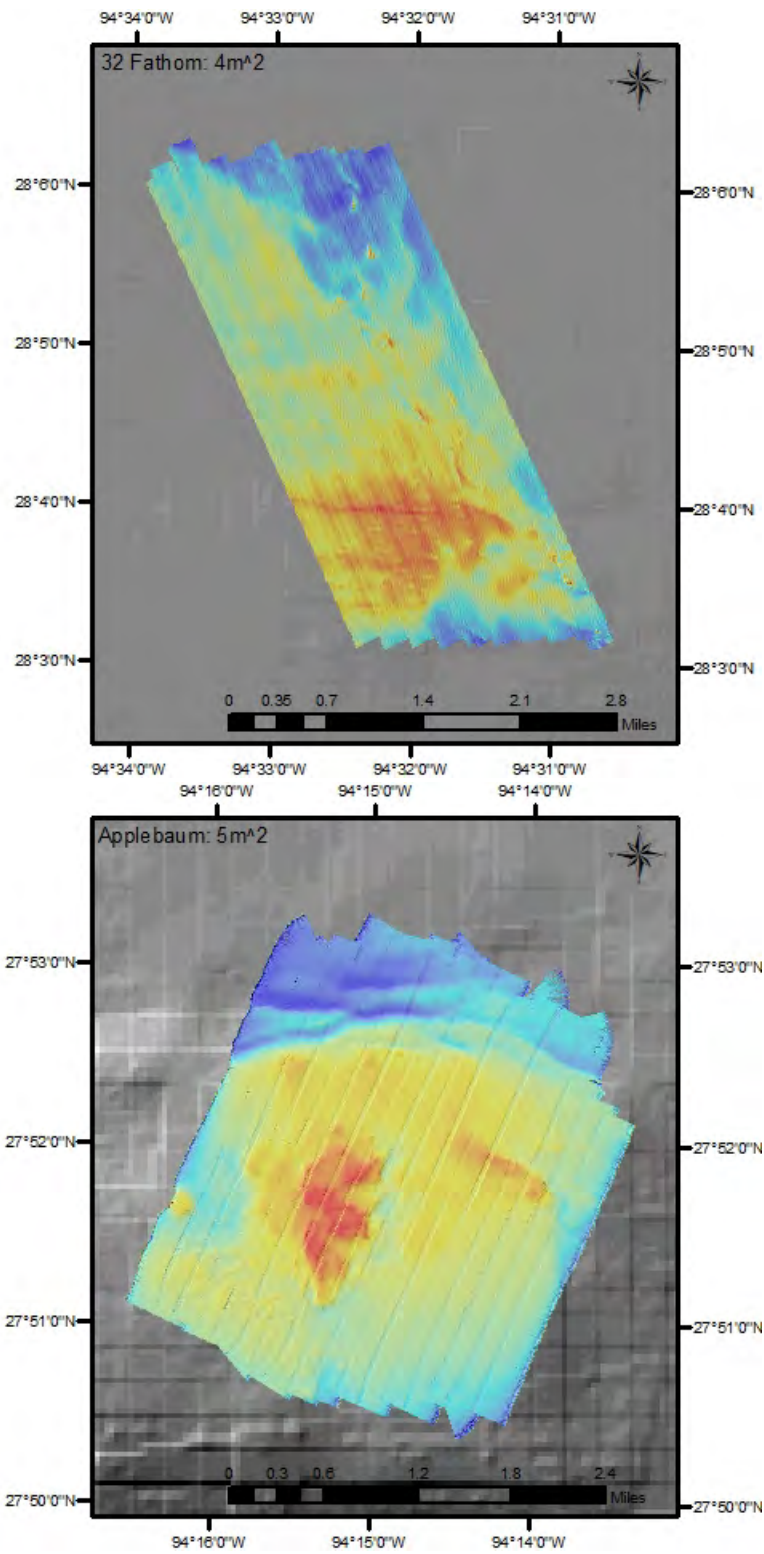 94°34'0"W 94°33'0"W 94°32'0"W 94°31'0"W
32 Fathom: 4m^2
N
28°6'0"N 28°6'0"N
28°5'0"N 28°5'0"N
28°4'0"N 28°4'0"N
28°3'0"N 28°3'0"N
0 0.35 0.7 1.4 2.1 2.8
Miles
94°34'0"W 94°33'0"W 94°32'0"W 94°31'0"W
94°16'0"W 94°15'0"W 94°14'0"W
Applebaum: 5m^2
N
27°53'0"N 27°53'0"N
27°52'0"N 27°52'0"N
27°51'0"N 27°51'0"N
0 0.3 0.6 1.2 1.8 2.4
Miles
27°50'0"N 27°50'0"N
94°16'0"W 94°15'0"W 94°14'0"W